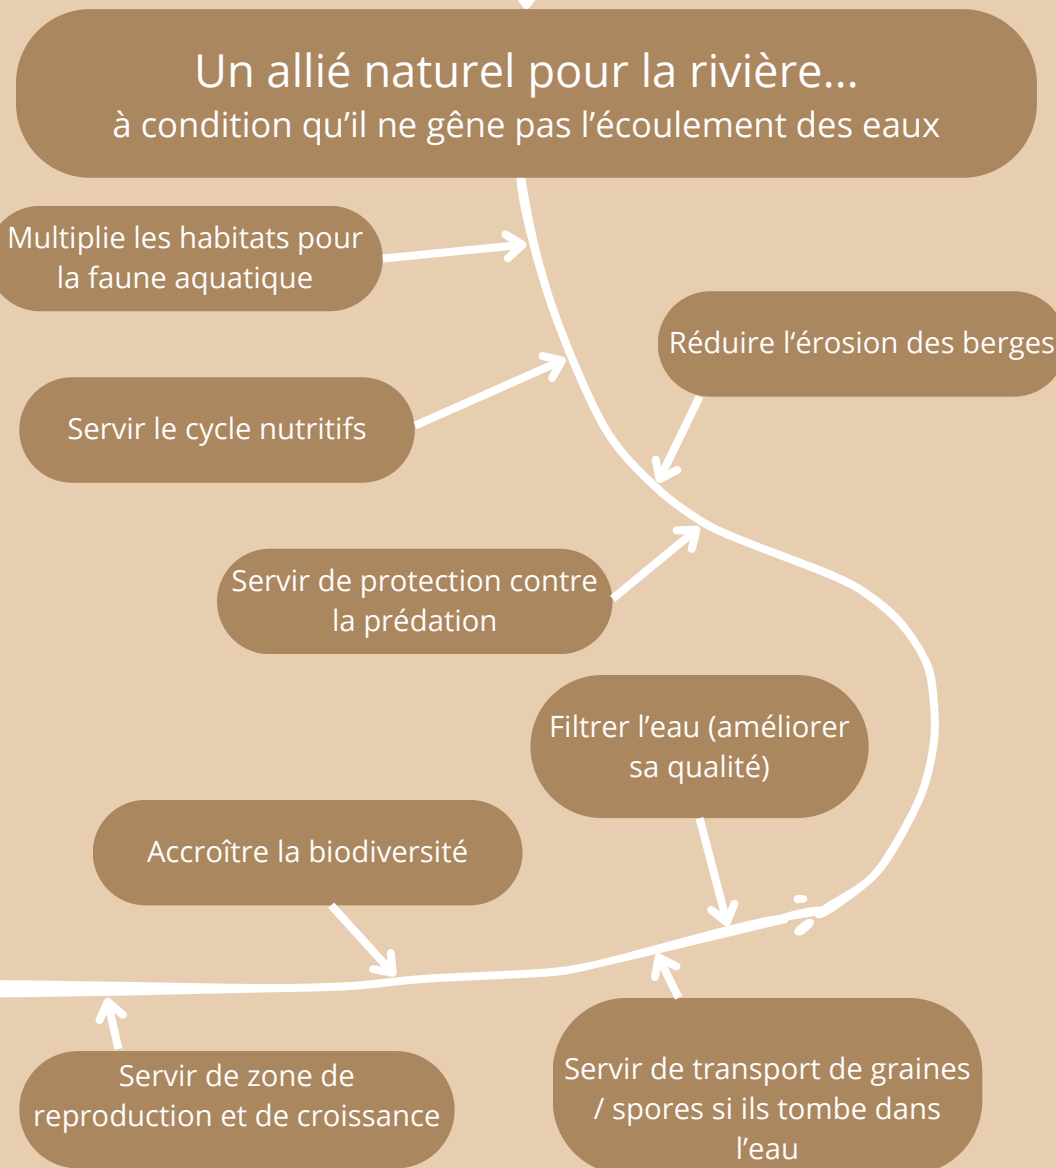 Un allié naturel pour la rivière...
à condition qu’il ne gêne pas l’écoulement des eaux
Multiplie les habitats pour
la faune aquatique
Réduire l‘érosion des berges
Servir le cycle nutritifs
Servir de protection contre
la prédation
Filtrer l’eau (améliorer
sa qualité)
Accroître la biodiversité
Servir de zone de
reproduction et de croissance
Servir de transport de graines
/ spores si ils tombe dans
l’eau